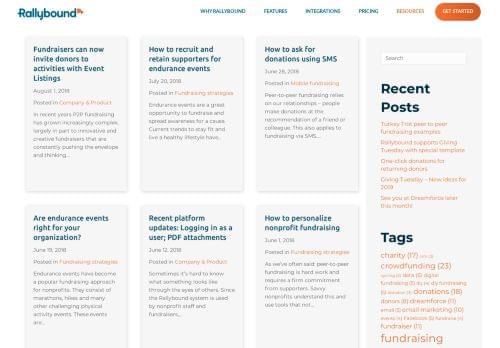 Rallybound
WHY RALLYBOUND FEATURES INTEGRATIONS PRICING RESOURCES GET STARTED
Fundraisers can now
invite donors to
activities with Event
Listings
August 1, 2018
Posted in Company & Product
In recent years P2P fundraising
has grown increasingly complex,
largely in part to innovative and
creative fundraisers that are
constantly pushing the envelope
and thinking...
How to recruit and
retain supporters for
endurance events
July 20, 2018
Posted in Fundraising strategies
Endurance events are a great
opportunity to fundraise and
spread awareness for a cause.
Current trends to stay fit and
live a healthy lifestyle have...
How to ask for
donations using SMS
June 28, 2018
Posted in Mobile fundraising
Peer-to-peer fundraising relies
on our relationships – people
make donations at the
recommendation of a friend or
colleague. This also applies to
fundraising via SMS....
Are endurance events
right for your
organization?
June 19, 2018
Posted in Fundraising strategies
Endurance events have become
a popular fundraising approach
for nonprofits. They consist of
marathons, hikes and many
other challenging physical
activity events. These events
are...
Recent platform
updates: Logging in as a
user; PDF attachments
June 12, 2018
Posted in Company & Product
Sometimes it's hard to know
what something looks like
through the eyes of others. Since
the Rallybound system is used
by nonprofit staff and
fundraisers,...
How to personalize
nonprofit fundraising
June 1, 2018
Posted in Fundraising strategies
As we've often said: peer-to-peer
fundraising is hard work and
requires a firm commitment
from supporters. Savvy
nonprofits understand this and
use tools that not...
Search
Recent
Posts
Turkey Trot peer to peer
fundraising examples
Rallybound supports Giving
Tuesday with special template
One-click donations for
returning donors
Giving Tuesday – New ideas for
2019
See you at Dreamforce later
this month!
Tags
charity (17)
crowdfunding (23)
data (5) digital
fundraising (5) diy (4) diy fundraising
(5) donation (3) donations (18)
donors (8) dreamforce (11)
email (5) email marketing (10)
events (4) Facebook (5) fundraise (4)
fundraiser (11)
fundraising